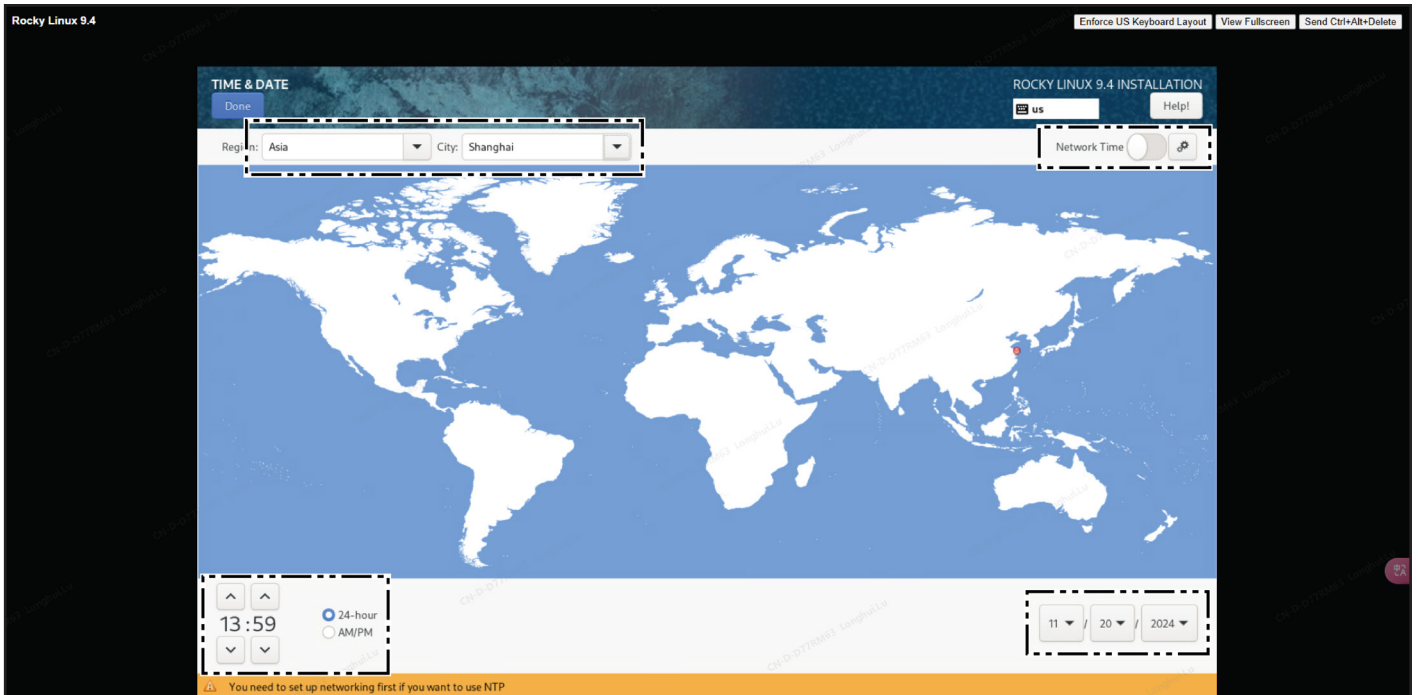 Rocky Linux 9.4
Enforce US Keyboard Layout View Fullscreen Send Ctrl+Alt+Delete
TIME & DATE
ROCKY LINUX 9.4 INSTALLATION
Done
us
Help!
Region: Asia City: Shanghai
Network Time
13:59
24-hour
AM/PM
11 / 20 / 2024
You need to set up networking first if you want to use NTP